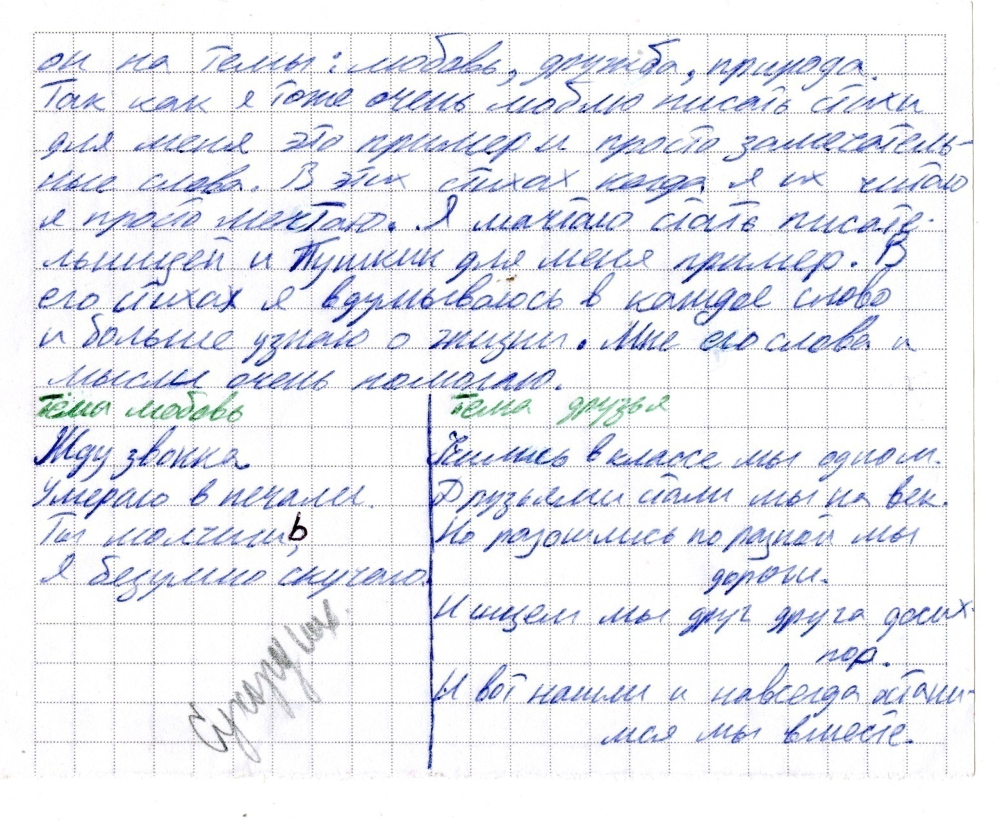 он на темы: любовь, дружба, природа.
Так как я тоже очень люблю писать стихи
для меня это пример и просто замечатель-
ные слова. В этих стихах когда я их читаю
я просто мечтаю. Я мачтаю стать писате-
льницей и Пушкин для меня пример. В
его стихах я вдумываюсь в каждое слово
и больше узнаю о жизни. Мне его слова и
мысли очень помогаю.
Тема любовь
Жду звонка
Умераю в печали.
Ты молчишь,
Я безумно скучаю.
Тема друзья
Учились в классе мы одном.
Друзьями стали мы на век.
Но разошлись по разной мы
дороги.
И ищем мы друг друга досих-
пор.
И вот нашли и навсегда остани-
мся мы вместе.